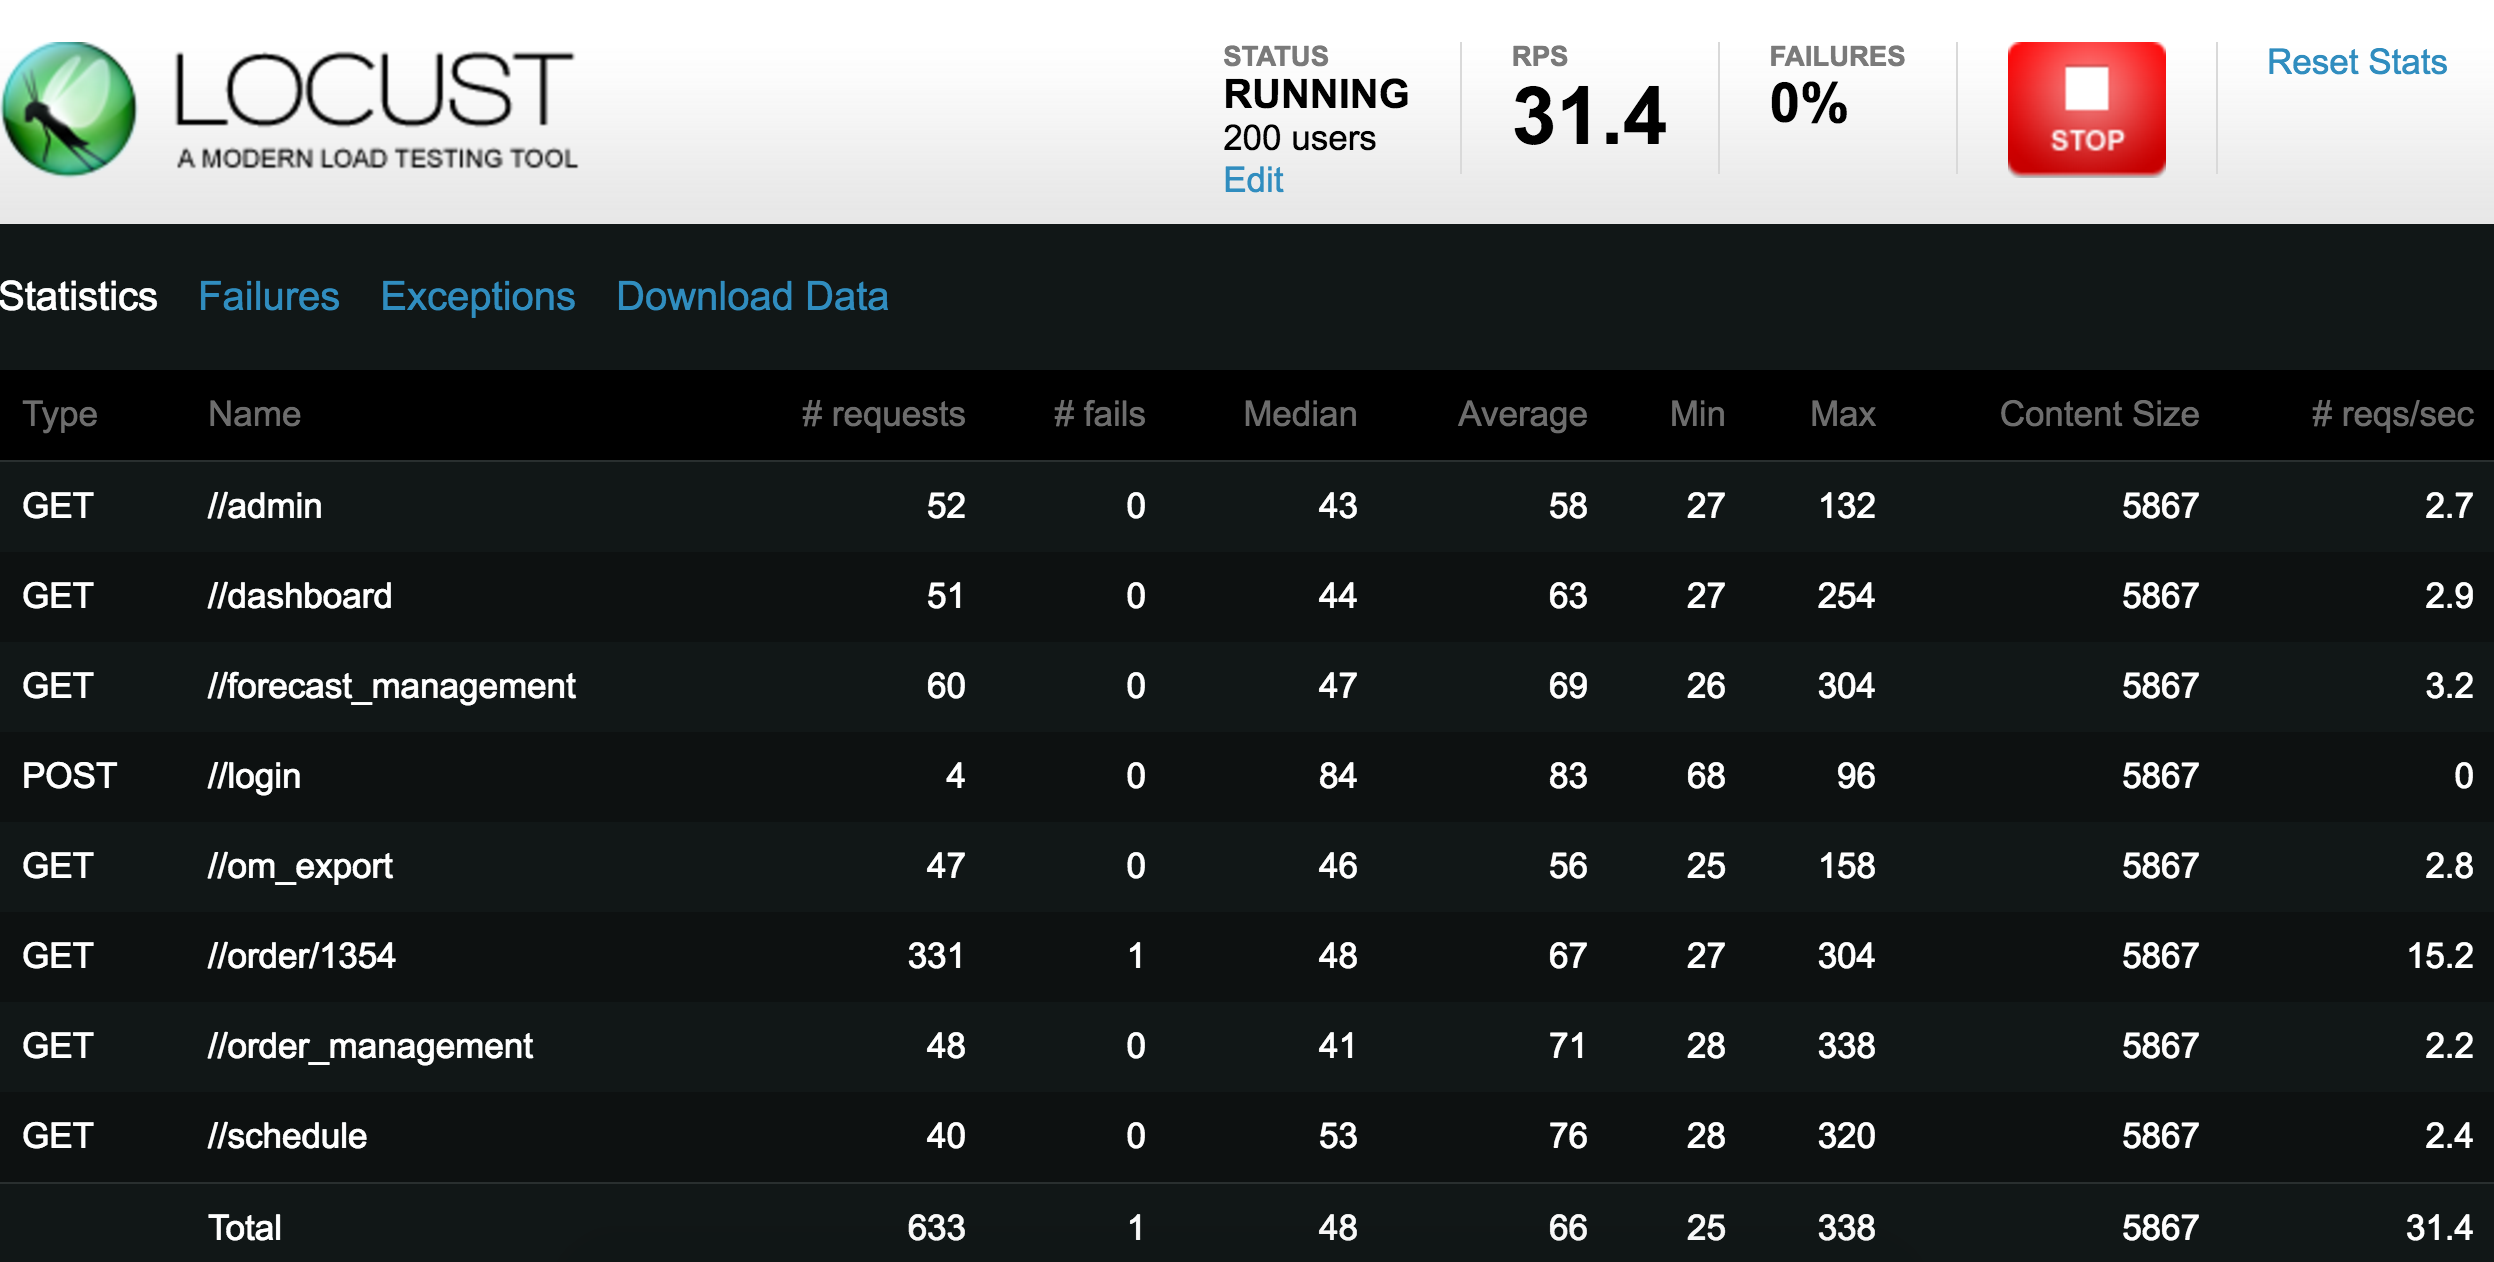 LOCUST
A MODERN LOAD TESTING TOOL
STATUS
RUNNING
200 users
Edit
RPS
31.4
FAILURES
0%
STOP
Reset Stats
Statistics Failures Exceptions Download Data
Type Name # requests # fails Median Average Min Max Content Size # reqs/sec
GET //admin 52 0 43 58 27 132 5867 2.7
GET //dashboard 51 0 44 63 27 254 5867 2.9
GET //forecast_management 60 0 47 69 26 304 5867 3.2
POST //login 4 0 84 83 68 96 5867 0
GET //om_export 47 0 46 56 25 158 5867 2.8
GET //order/1354 331 1 48 67 27 304 5867 15.2
GET //order_management 48 0 41 71 28 338 5867 2.2
GET //schedule 40 0 53 76 28 320 5867 2.4
Total 633 1 48 66 25 338 5867 31.4